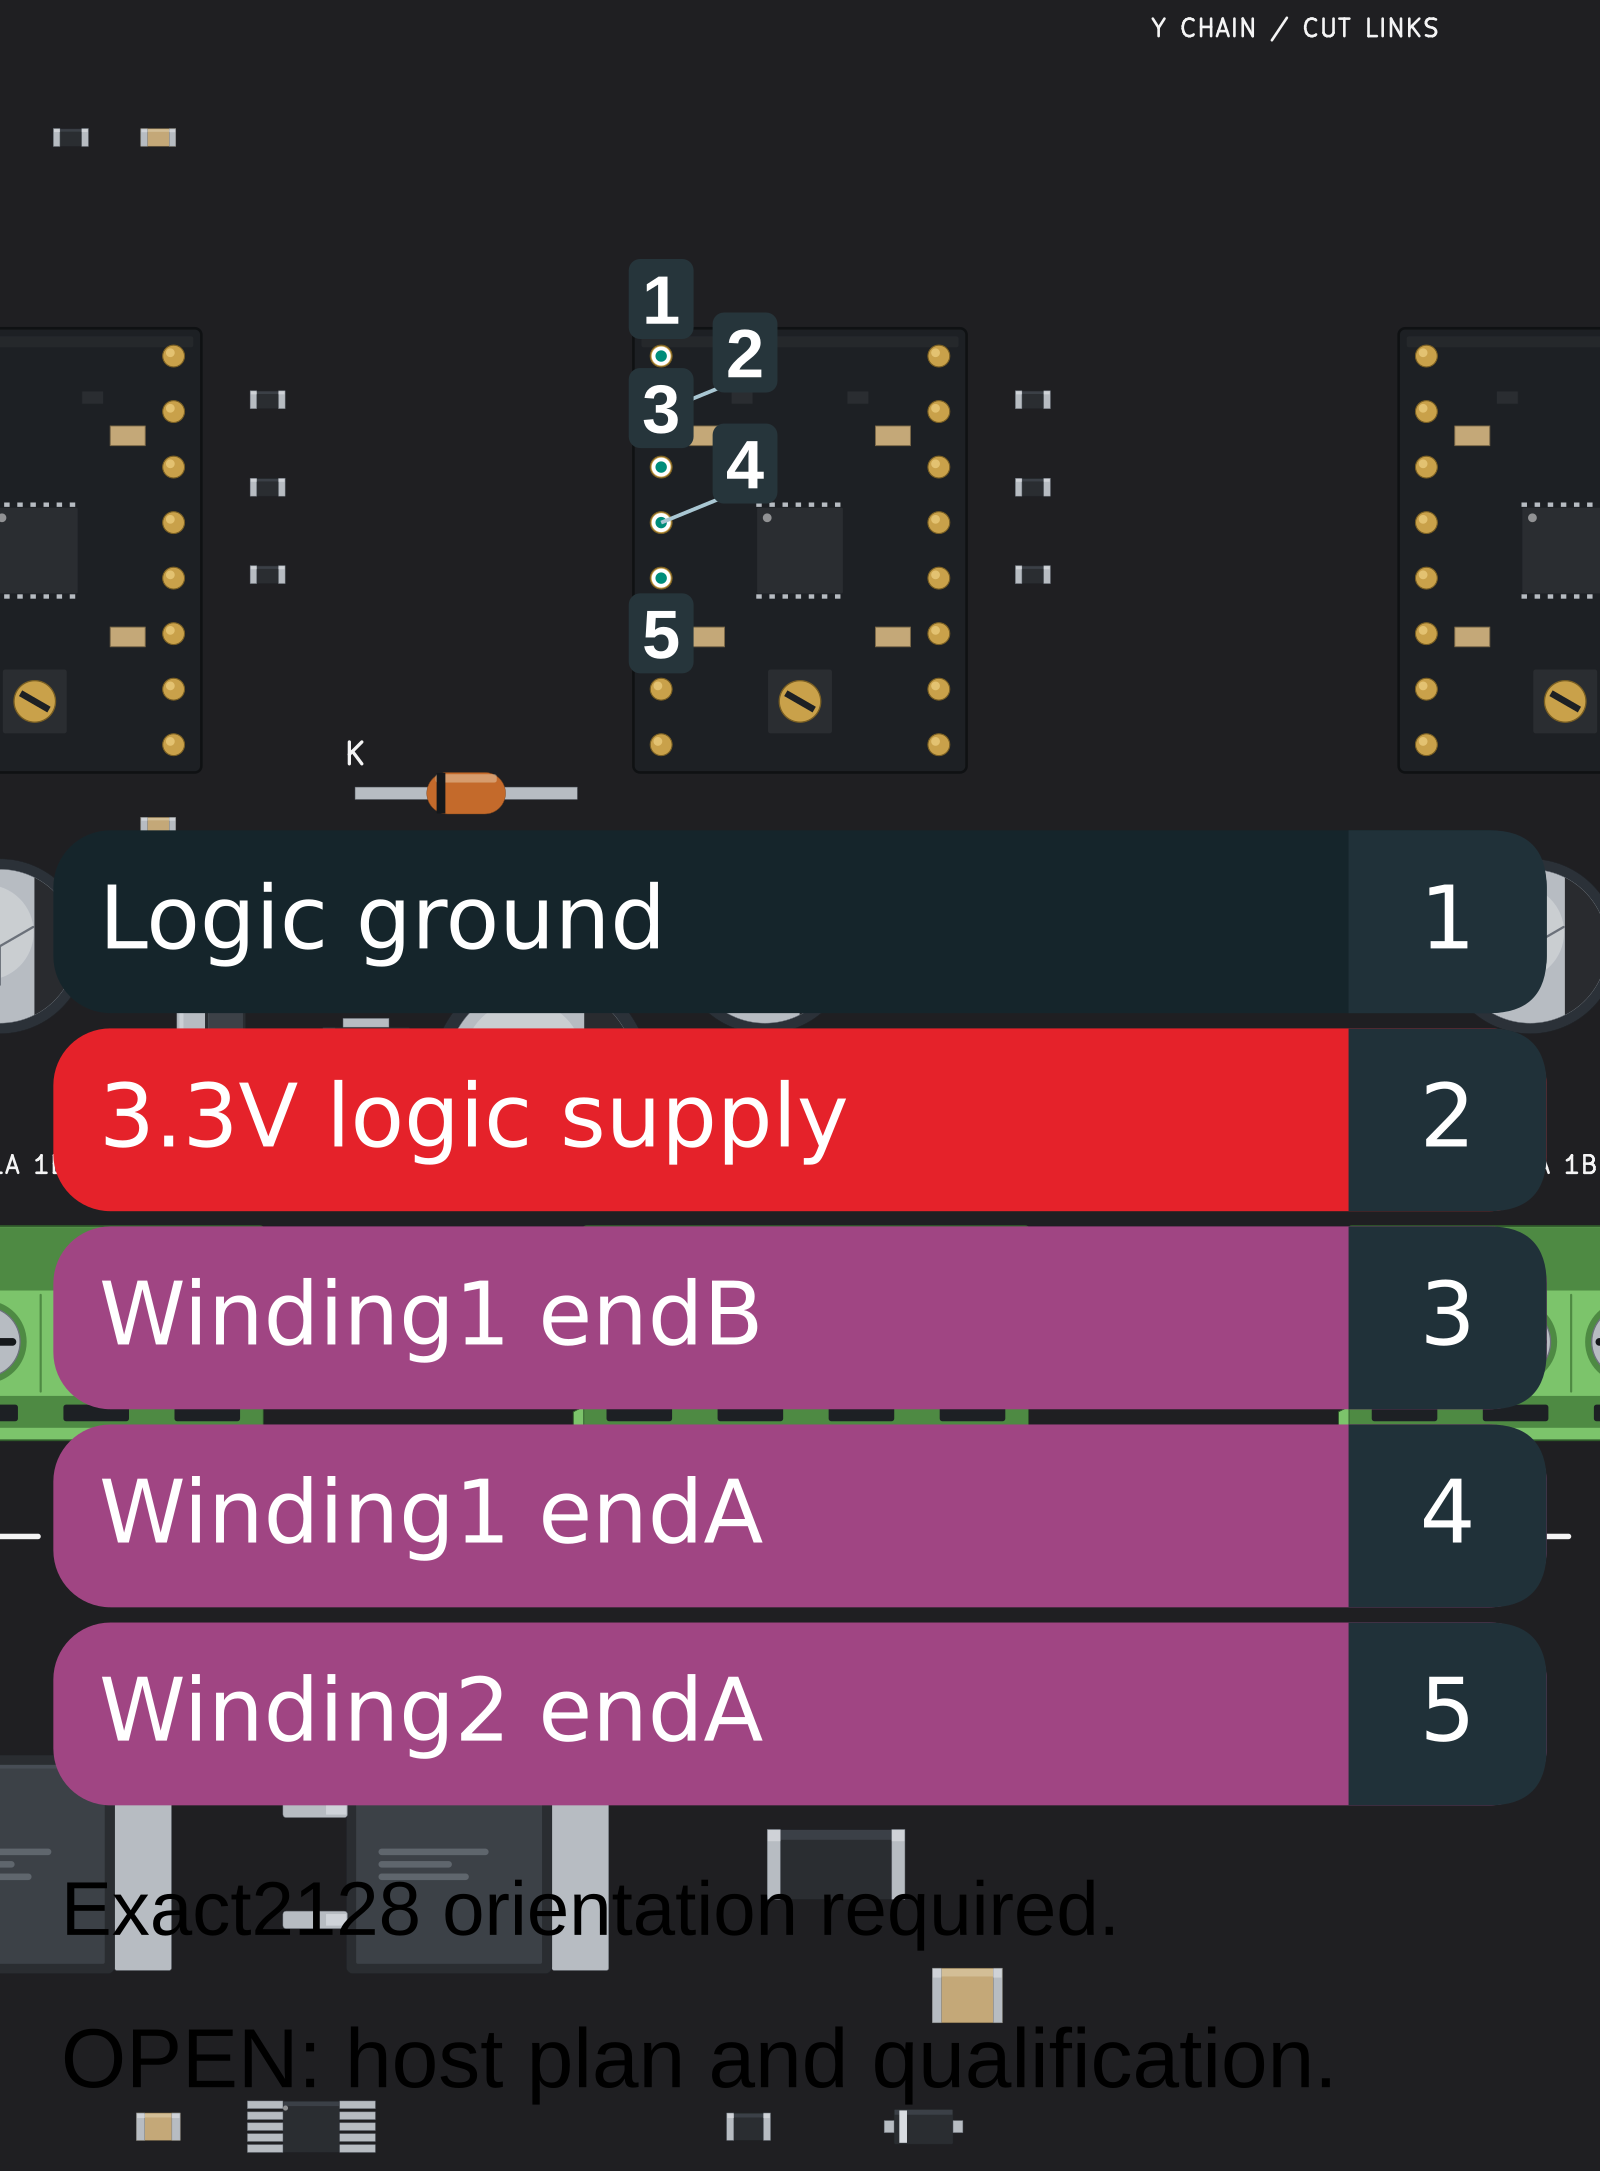 Y CHAIN / CUT LINKS
1
2
3
4
5
K
Logic ground 1
3.3V logic supply 2
1B
Winding1 endB 3
Winding1 endA 4
Winding2 endA 5
Exact2128 orientation required.
OPEN: host plan and qualification.